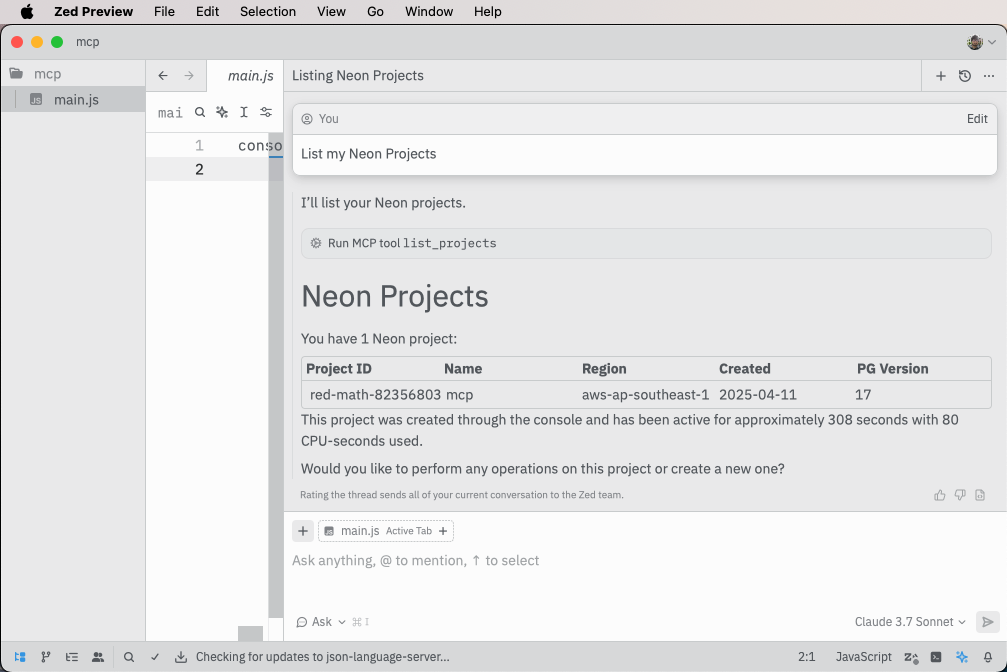 Zed Preview File Edit Selection View Go Window Help
mcp
mcp
main.js
main.js
mai
1 conso
2
Listing Neon Projects
You Edit
List my Neon Projects
I'll list your Neon projects.
Run MCP tool list_projects
Neon Projects
You have 1 Neon project:
Project ID Name Region Created PG Version
red-math-82356803 mcp aws-ap-southeast-1 2025-04-11 17
This project was created through the console and has been active for approximately 308 seconds with 80
CPU-seconds used.
Would you like to perform any operations on this project or create a new one?
Rating the thread sends all of your current conversation to the Zed team.
+ JS main.js Active Tab +
Ask anything, @ to mention, ↑ to select
Ask ⌘I Claude 3.7 Sonnet
Checking for updates to json-language-server... 2:1 JavaScript